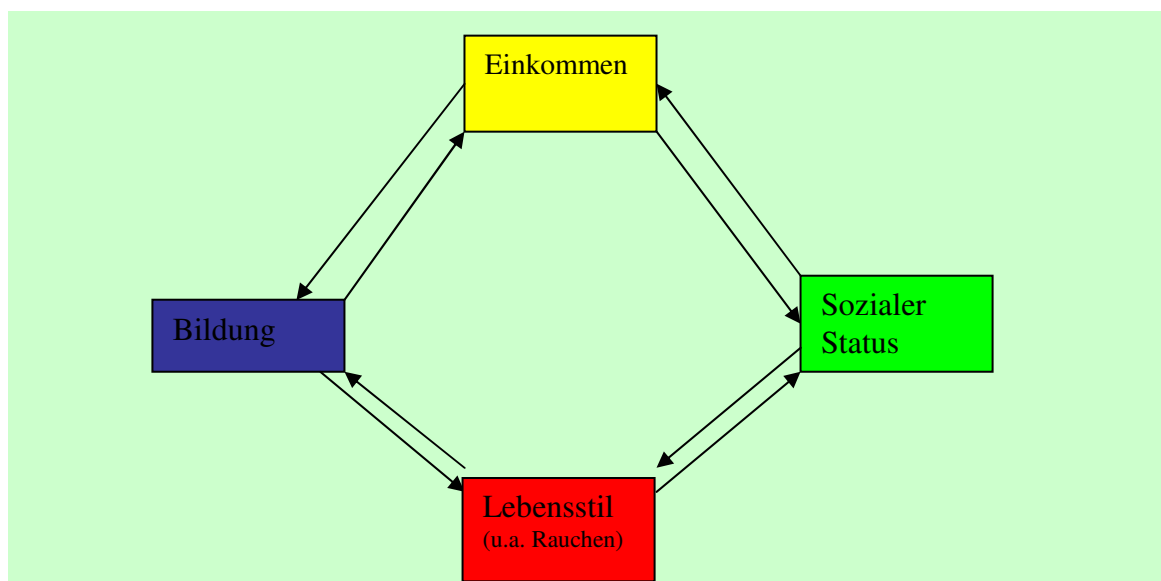 Einkommen
Bildung
Sozialer
Status
Lebensstil
(u.a. Rauchen)